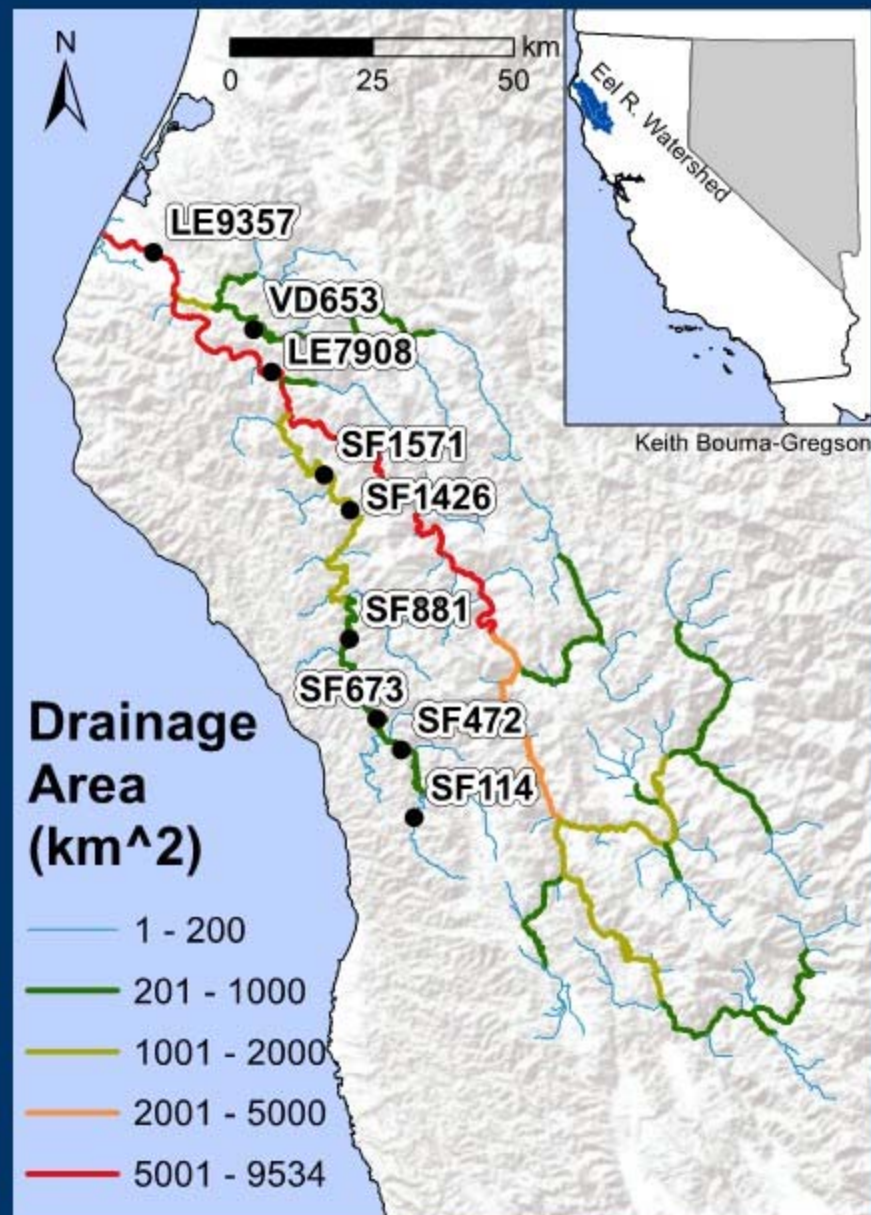 N
km
0 25 50
Eel R. Watershed
Keith Bouma-Gregson
LE9357
VD653
LE7908
SF1571
SF1426
SF881
SF673
SF472
SF114
Drainage
Area
(km^2)
1 - 200
201 - 1000
1001 - 2000
2001 - 5000
5001 - 9534